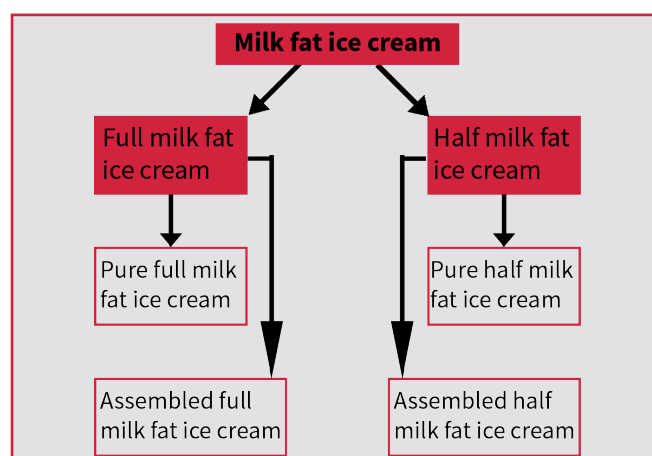 Milk fat ice cream
Full milk fat
ice cream
Half milk fat
ice cream
Pure full milk
fat ice cream
Pure half milk
fat ice cream
Assembled full
milk fat ice cream
Assembled half
milk fat ice cream